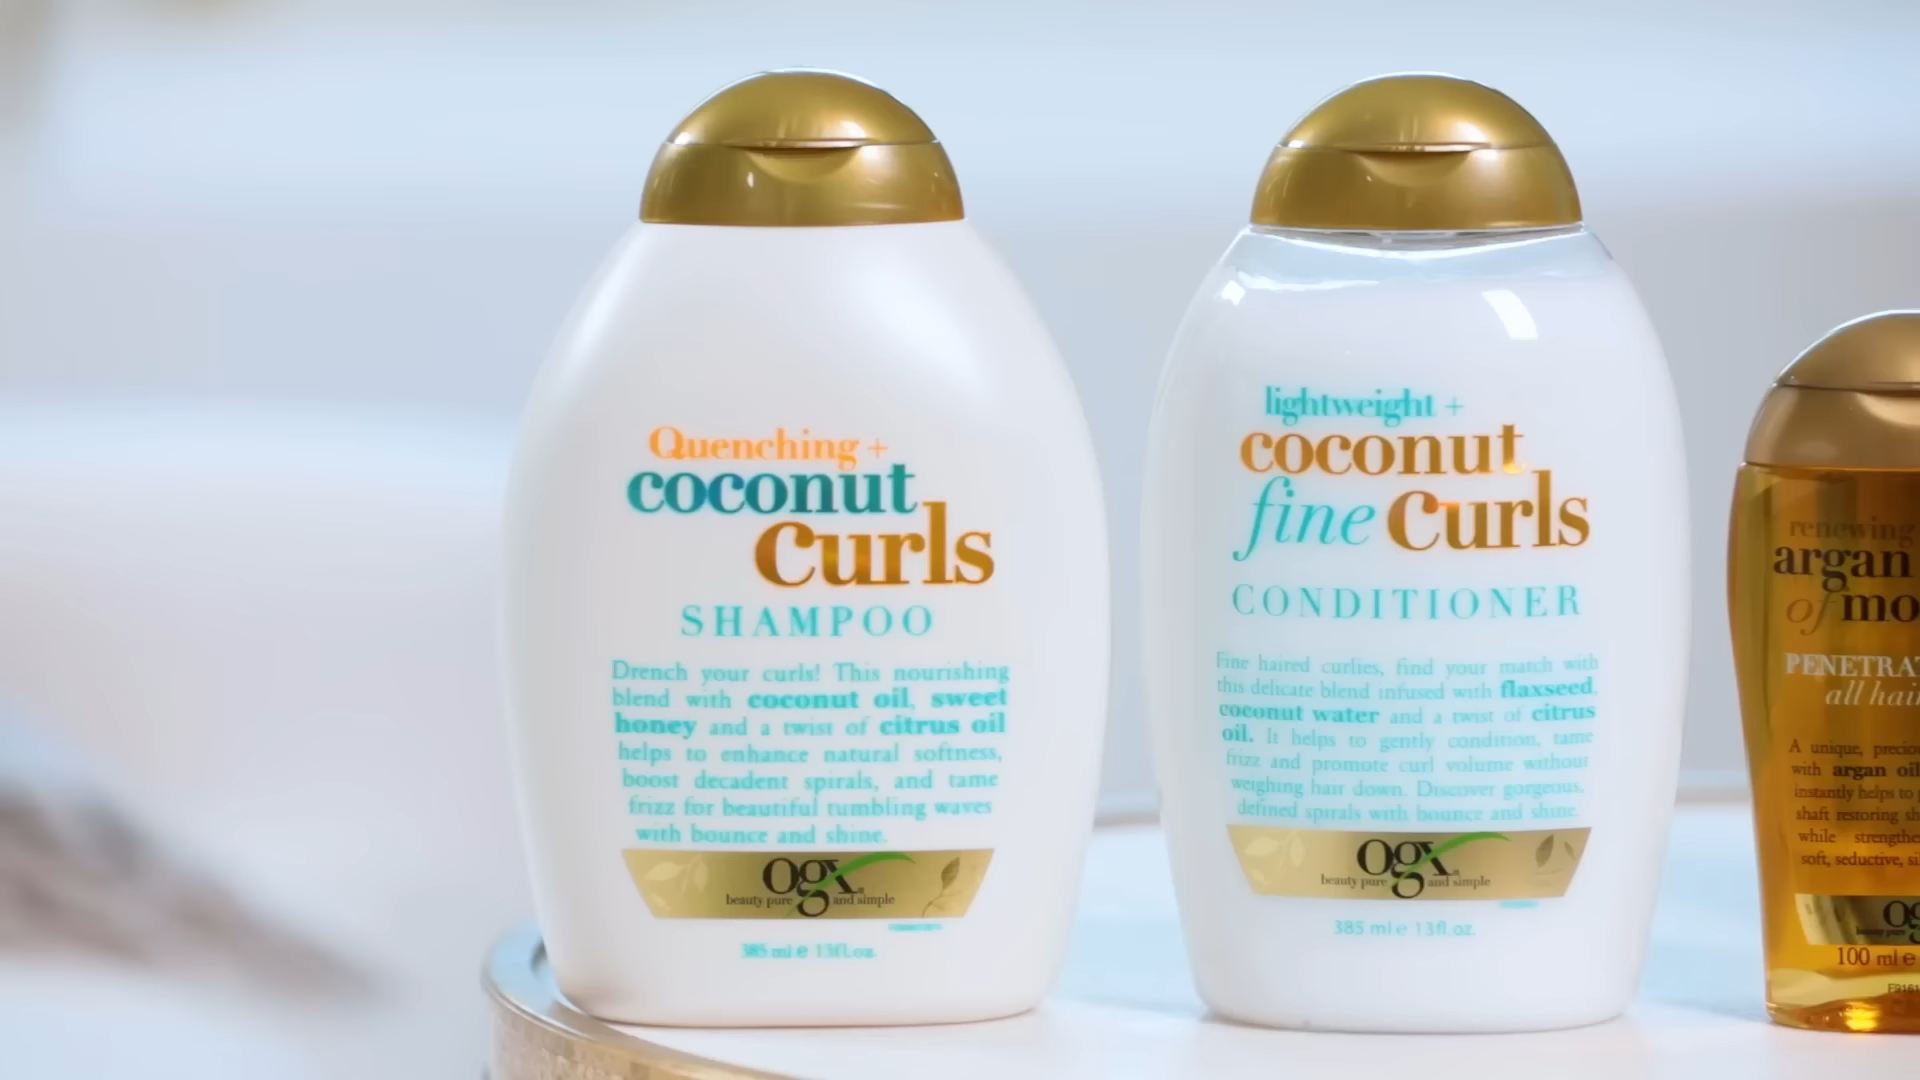 Quenching +
coconut
Curls
SHAMPOO
Drench your curls! This nourishing
blend with coconut oil, sweet
honey and a twist of citrus oil
helps to enhance natural softness,
boost decadent spirals, and tame
frizz for beautiful tumbling waves
with bounce and shine.
ogx
beauty pure and simple
385 ml e 13fl.oz.
lightweight +
coconut
fine Curls
CONDITIONER
Fine haired curlies, find your match with
this delicate blend infused with flaxseed,
coconut water and a twist of citrus
oil. It helps to gently condition, tame
frizz and promote curl volume without
weighing hair down. Discover gorgeous,
defined spirals with bounce and shine.
ogx
beauty pure and simple
385 ml e 13fl.oz.
renewing
argan
of mo
PENETRA
all hair
A unique, precio
with argan oil
instantly helps to
shaft restoring sh
while strengthe
soft, seductive, si
og
100 ml e